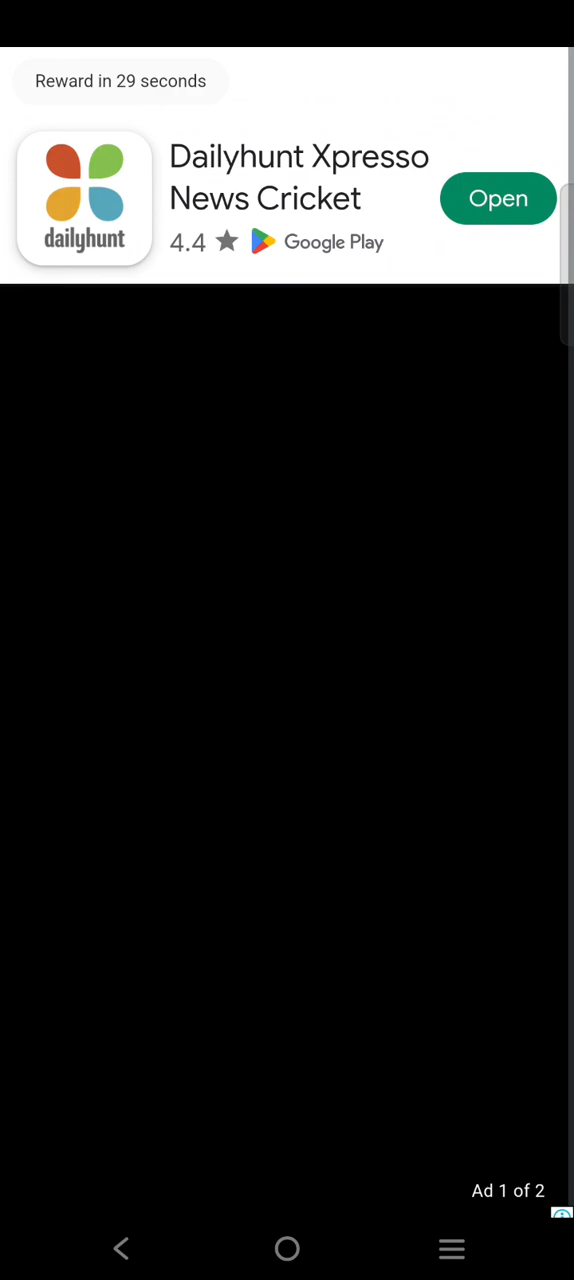 Reward in 29 seconds
Dailyhunt Xpresso
News Cricket
Open
4.4 ★ Google Play
dailyhunt
Ad 1 of 2